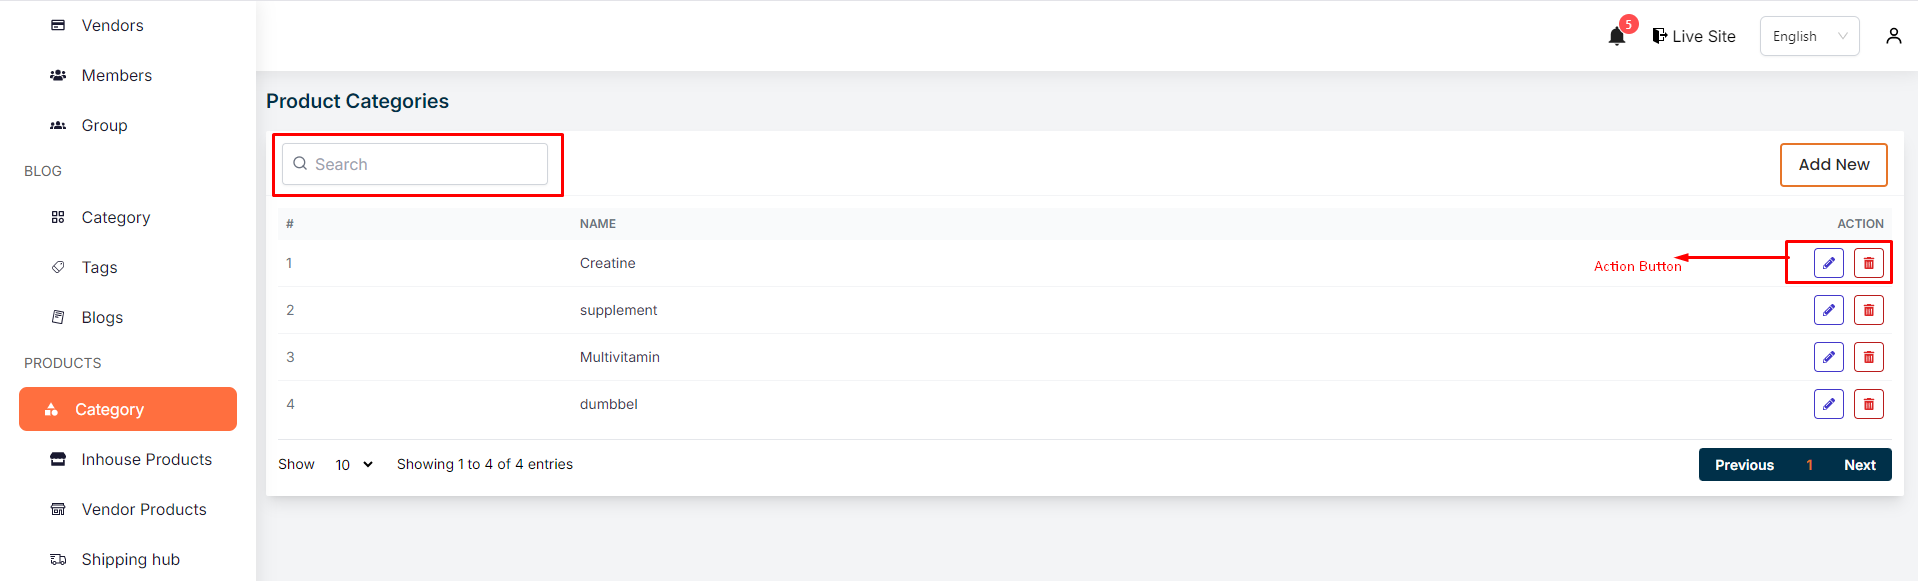 Vendors
Members
Group
BLOG
Category
Tags
Blogs
PRODUCTS
Category
Inhouse Products
Vendor Products
Shipping hub
5
Live Site
English
Product Categories
Search
Add New
# NAME ACTION
1 Creatine
Action Button
2 supplement
3 Multivitamin
4 dumbbel
Show 10 Showing 1 to 4 of 4 entries
Previous 1 Next